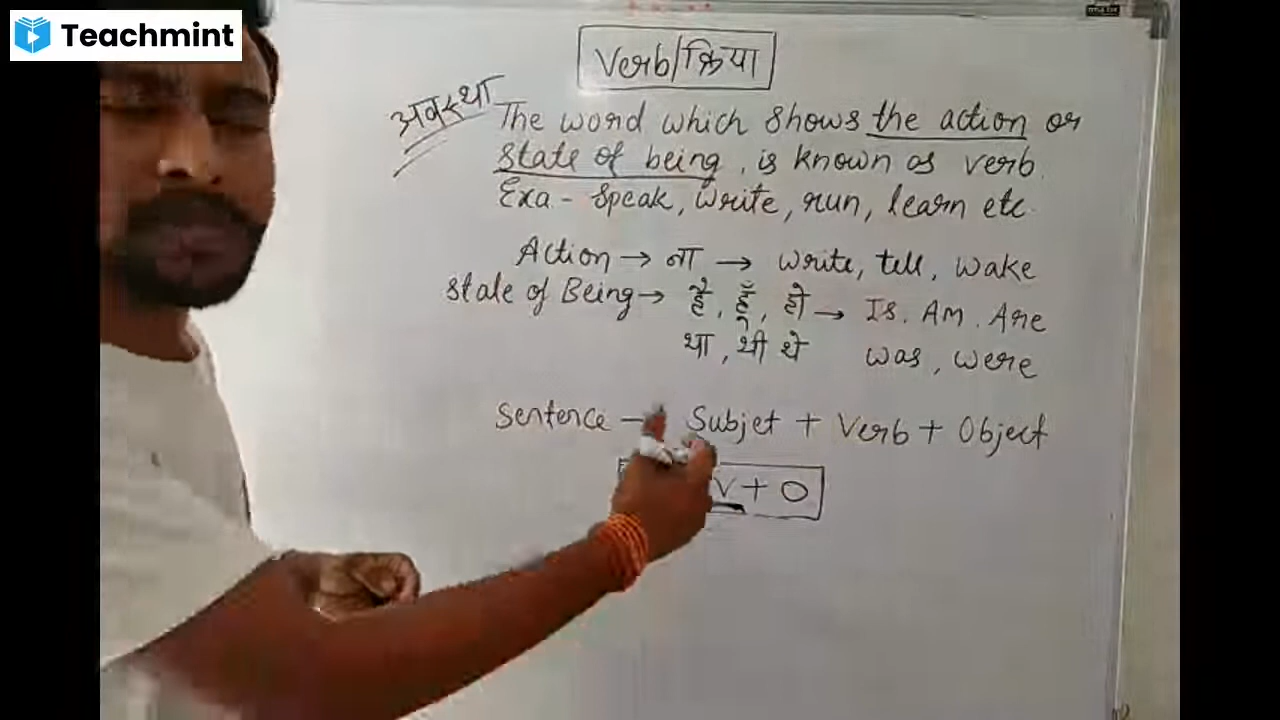 Teachmint
Verb/क्रिया
अवस्था
The word which shows the action or
state of being, is known as verb.
Exa - Speak, write, run, learn etc.
Action → ना → write, tell, wake
State of Being → है, हूँ, हो → Is. Am. Are
था, थी थे was, were
Sentence → Subjet + Verb + Object
V + O